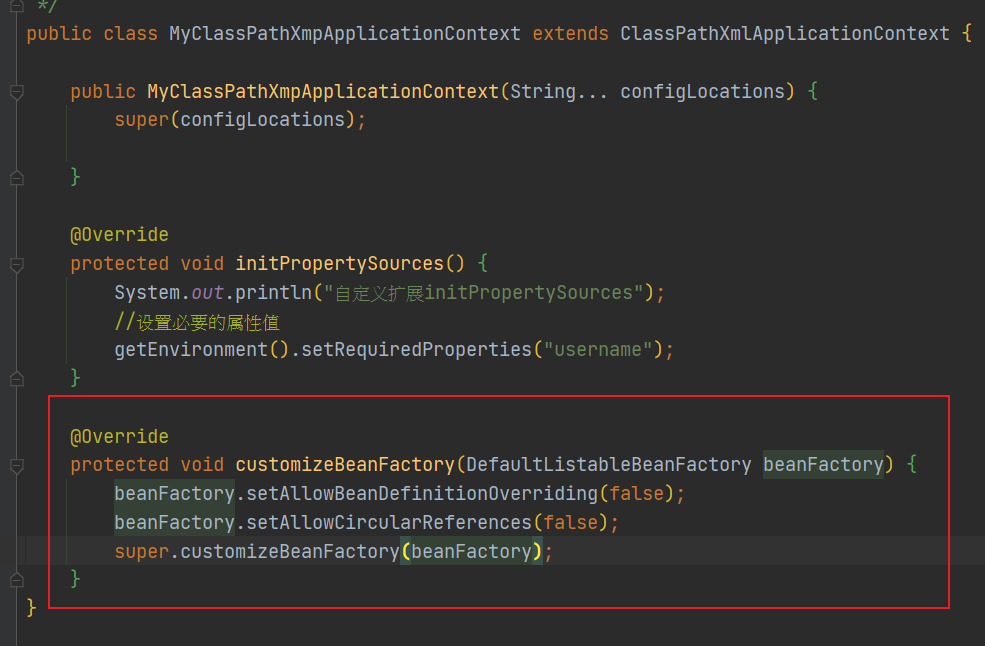 */
public class MyClassPathXmpApplicationContext extends ClassPathXmlApplicationContext {
public MyClassPathXmpApplicationContext(String... configLocations) {
super(configLocations);
}
@Override
protected void initPropertySources() {
System.out.println("自定义扩展initPropertySources");
//设置必要的属性值
getEnvironment().setRequiredProperties("username");
}
@Override
protected void customizeBeanFactory(DefaultListableBeanFactory beanFactory) {
beanFactory.setAllowBeanDefinitionOverriding(false);
beanFactory.setAllowCircularReferences(false);
super.customizeBeanFactory(beanFactory);
}
}